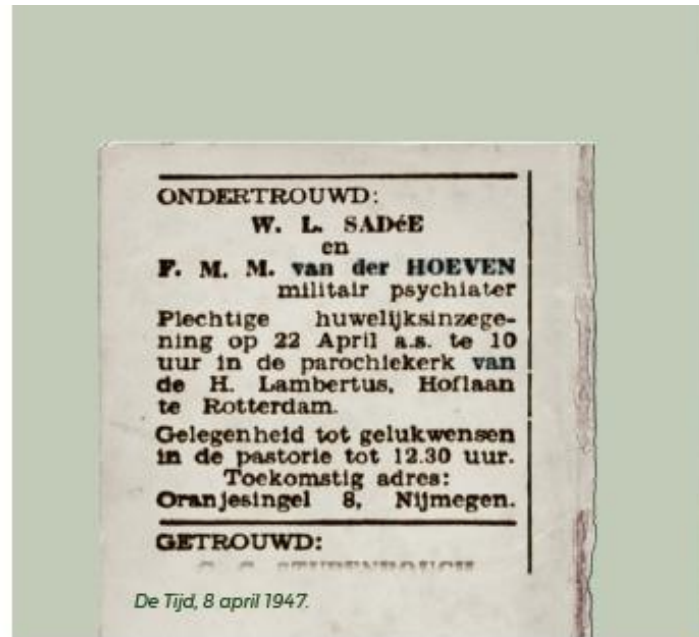 ONDERTROUWD:
W. L. SADéE
en
F. M. M. van der HOEVEN
militair psychiater
Plechtige huwelijksinzege-
ning op 22 April a.s. te 10
uur in de parochiekerk van
de H. Lambertus, Hoflaan
te Rotterdam.
Gelegenheid tot gelukwensen
in de pastorie tot 12.30 uur.
Toekomstig adres:
Oranjesingel 8, Nijmegen.
GETROUWD:
De Tijd, 8 april 1947.